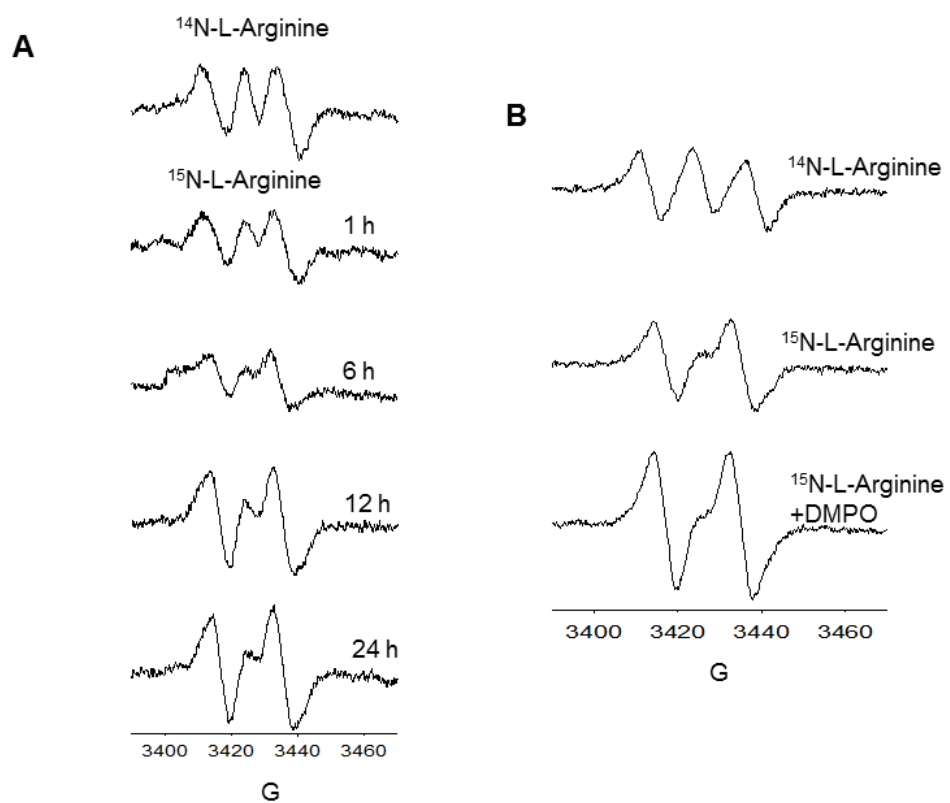 A
¹⁴N-L-Arginine
¹⁵N-L-Arginine
1 h
6 h
12 h
24 h
3400 3420 3440 3460
G
B
¹⁴N-L-Arginine
¹⁵N-L-Arginine
¹⁵N-L-Arginine
+DMPO
3400 3420 3440 3460
G